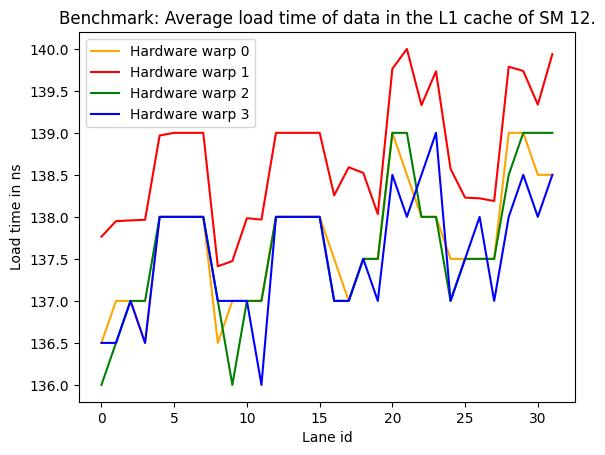 Benchmark: Average load time of data in the L1 cache of SM 12.
Hardware warp 0
Hardware warp 1
Hardware warp 2
Hardware warp 3
Load time in ns
140.0
139.5
139.0
138.5
138.0
137.5
137.0
136.5
136.0
0 5 10 15 20 25 30
Lane id